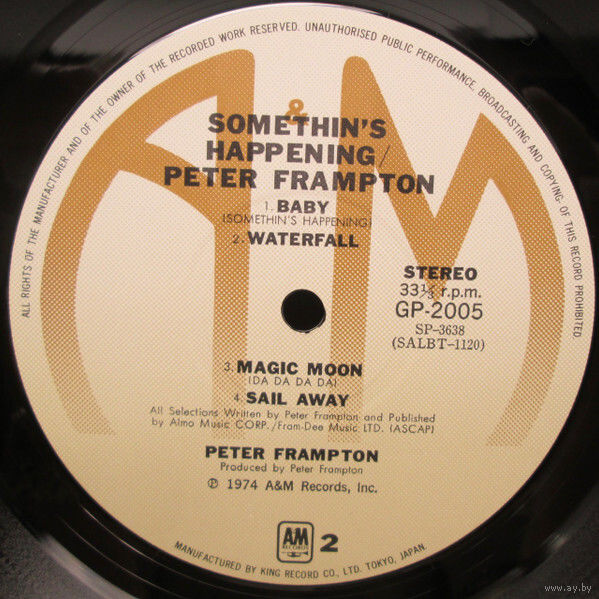 ALL RIGHTS OF THE MANUFACTURER AND OF THE OWNER OF THE RECORDED WORK RESERVED. UNAUTHORISED PUBLIC PERFORMANCE, BROADCASTING AND COPYING OF THIS RECORD PROHIBITED
A&M
SOMETHIN'S
HAPPENING/
PETER FRAMPTON
1. BABY
(SOMETHIN'S HAPPENING)
2. WATERFALL
STEREO
33⅓ r.p.m.
GP-2005
SP-3638
(SALBT-1120)
3. MAGIC MOON
(DA DA DA DA)
4. SAIL AWAY
All Selections Written by Peter Frampton and Published
by Almo Music CORP./Fram-Dee Music LTD. (ASCAP)
PETER FRAMPTON
Produced by Peter Frampton
℗ 1974 A&M Records, Inc.
AM
RECORDS
2
MANUFACTURED BY KING RECORD CO., LTD. TOKYO, JAPAN.
www.ay.by